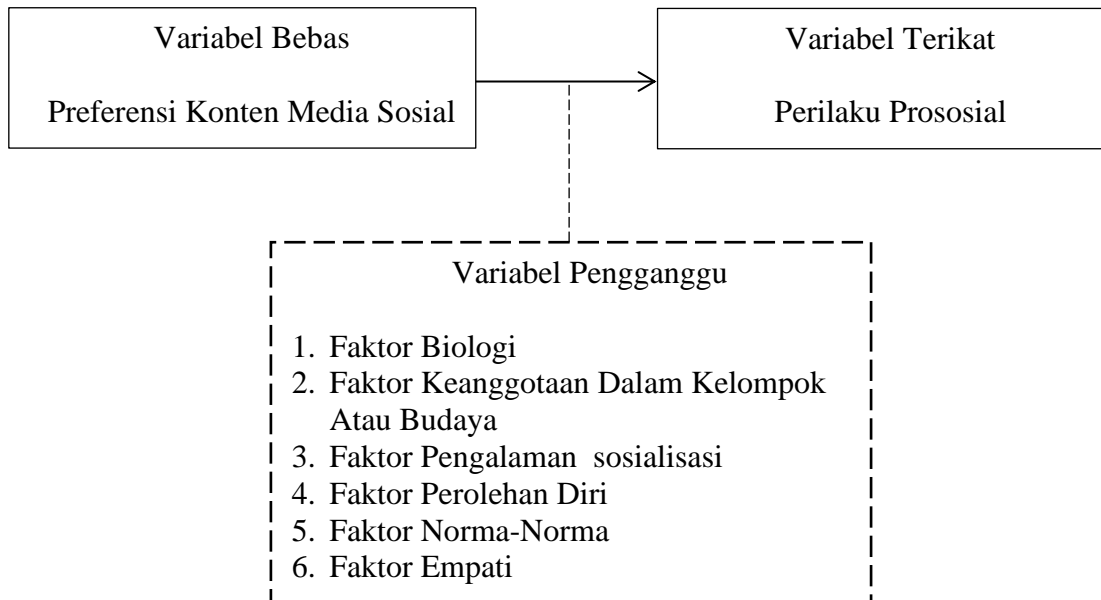 Variabel Bebas
Preferensi Konten Media Sosial
Variabel Terikat
Perilaku Prososial
Variabel Pengganggu
1. Faktor Biologi
2. Faktor Keanggotaan Dalam Kelompok
Atau Budaya
3. Faktor Pengalaman sosialisasi
4. Faktor Perolehan Diri
5. Faktor Norma-Norma
6. Faktor Empati